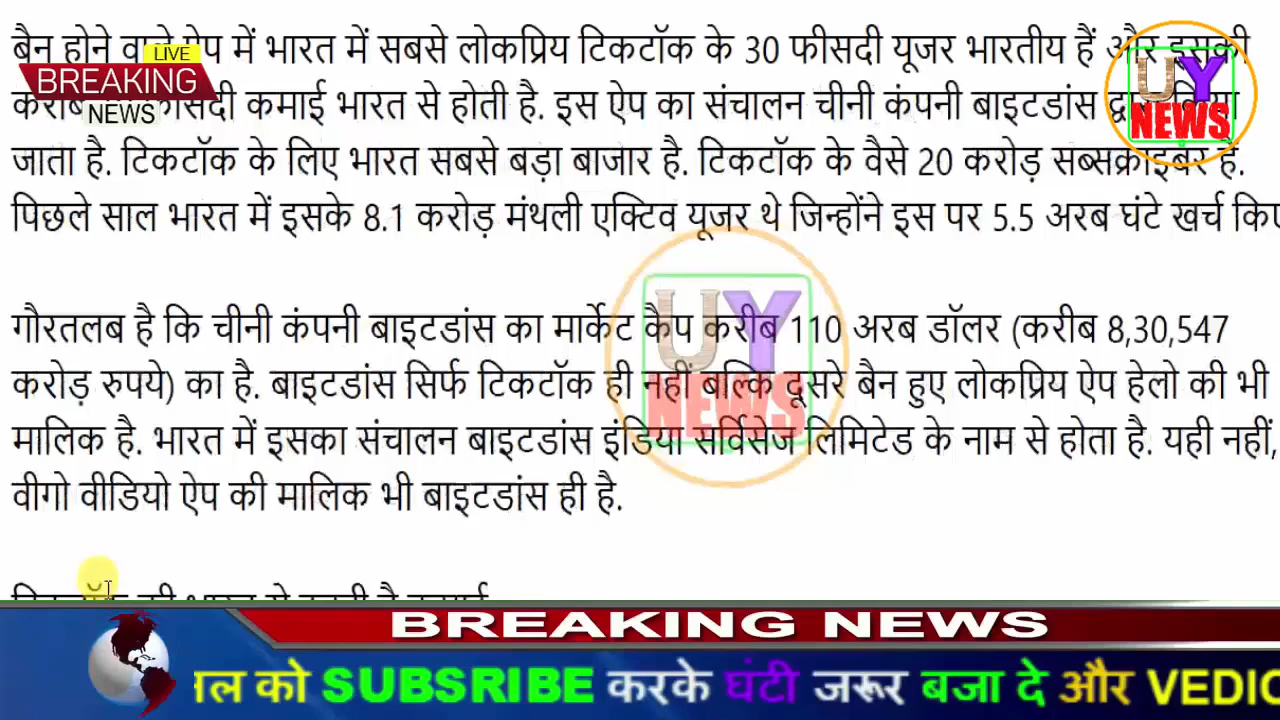 बैन होने वाले ऐप में भारत में सबसे लोकप्रिय टिकटॉक के 30 फीसदी यूजर भारतीय हैं और इसकी
करीब फीसदी कमाई भारत से होती है. इस ऐप का संचालन चीनी कंपनी बाइटडांस द्वारा किया
जाता है. टिकटॉक के लिए भारत सबसे बड़ा बाजार है. टिकटॉक के वैसे 20 करोड़ सब्सक्राइबर हैं.
पिछले साल भारत में इसके 8.1 करोड़ मंथली एक्टिव यूजर थे जिन्होंने इस पर 5.5 अरब घंटे खर्च
गौरतलब है कि चीनी कंपनी बाइटडांस का मार्केट कैप करीब 110 अरब डॉलर (करीब 8,30,547
करोड़ रुपये) का है. बाइटडांस सिर्फ टिकटॉक ही नहीं बल्कि दूसरे बैन हुए लोकप्रिय ऐप हेलो की भी
मालिक है. भारत में इसका संचालन बाइटडांस इंडिया सर्विसेज लिमिटेड के नाम से होता है. यही नहीं,
वीगो वीडियो ऐप की मालिक भी बाइटडांस ही है.
LIVE
BREAKING
NEWS
UY
NEWS
UY
NEWS
BREAKING NEWS
को SUBSRIBE करके घंटी जरूर बजा दे और VEDIO